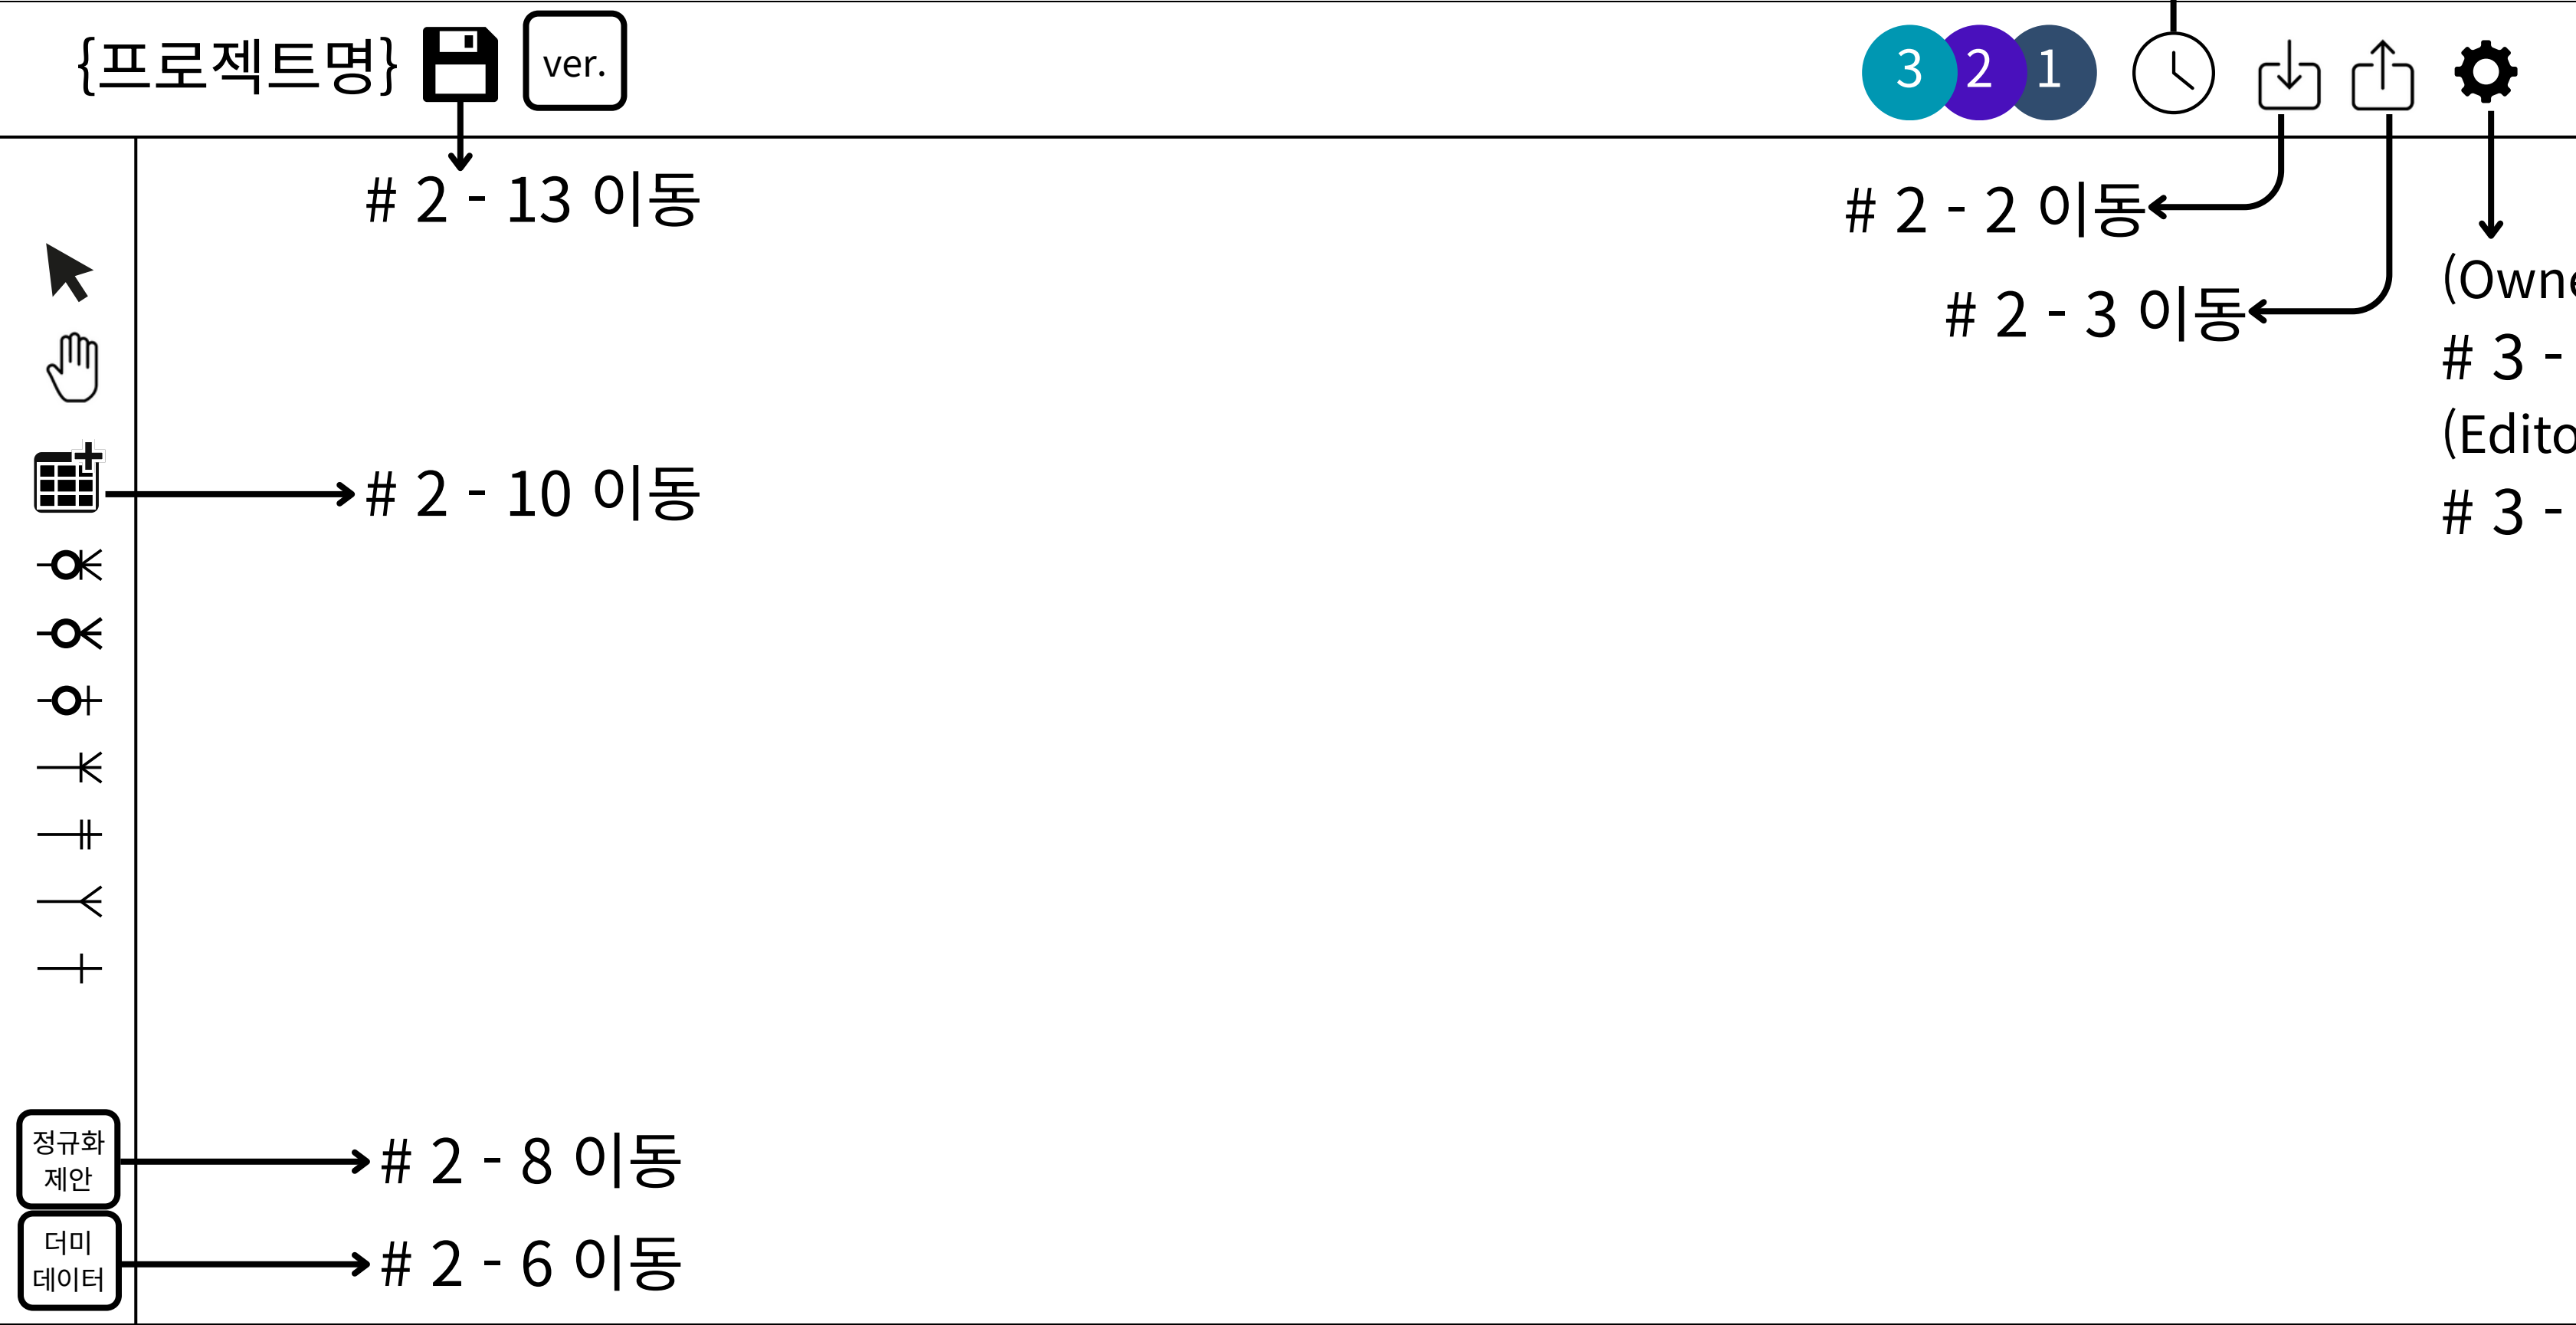 {프로젝트명}
ver.
3 2 1
# 2 - 13 이동
# 2 - 2 이동
# 2 - 3 이동
(Owne
# 3 -
(Edito
# 3 -
# 2 - 10 이동
정규화
제안
# 2 - 8 이동
더미
데이터
# 2 - 6 이동